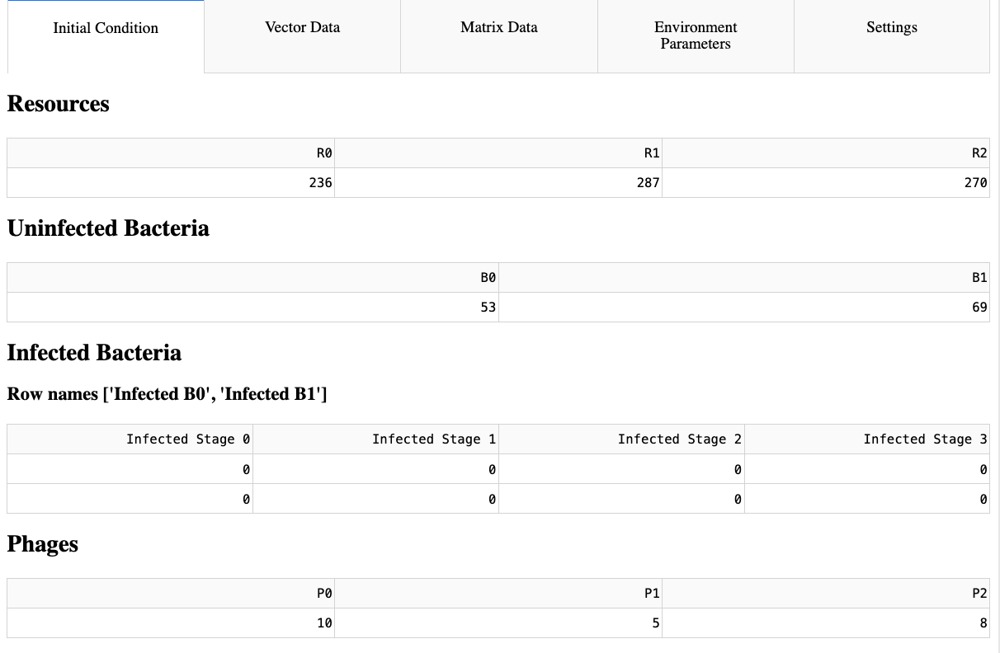 Initial Condition
Vector Data
Matrix Data
Environment
Parameters
Settings
Resources
R0 R1 R2
236 287 270
Uninfected Bacteria
B0 B1
53 69
Infected Bacteria
Row names ['Infected B0', 'Infected B1']
Infected Stage 0 Infected Stage 1 Infected Stage 2 Infected Stage 3
0 0 0 0
0 0 0 0
Phages
P0 P1 P2
10 5 8